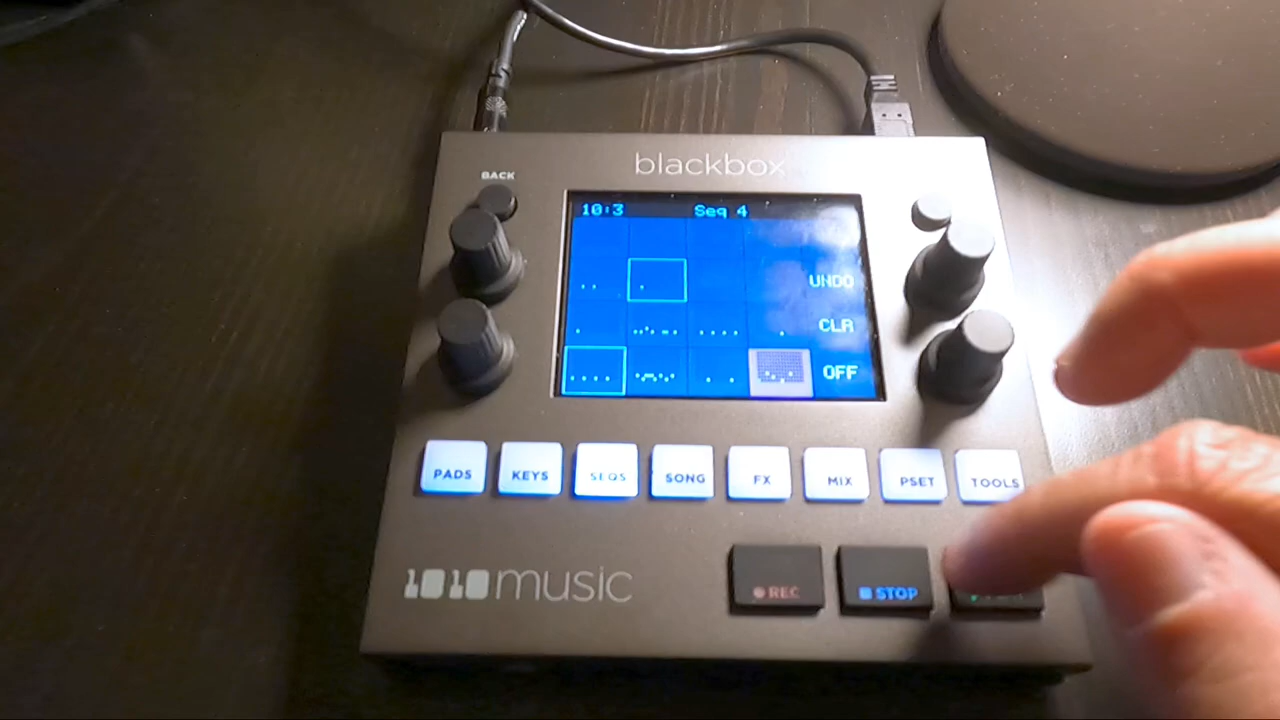 blackbox
BACK
10:3 Seq 4
UNDO
CLR
OFF
PADS KEYS SEQS SONG FX MIX PSET TOOLS
1010music
REC STOP